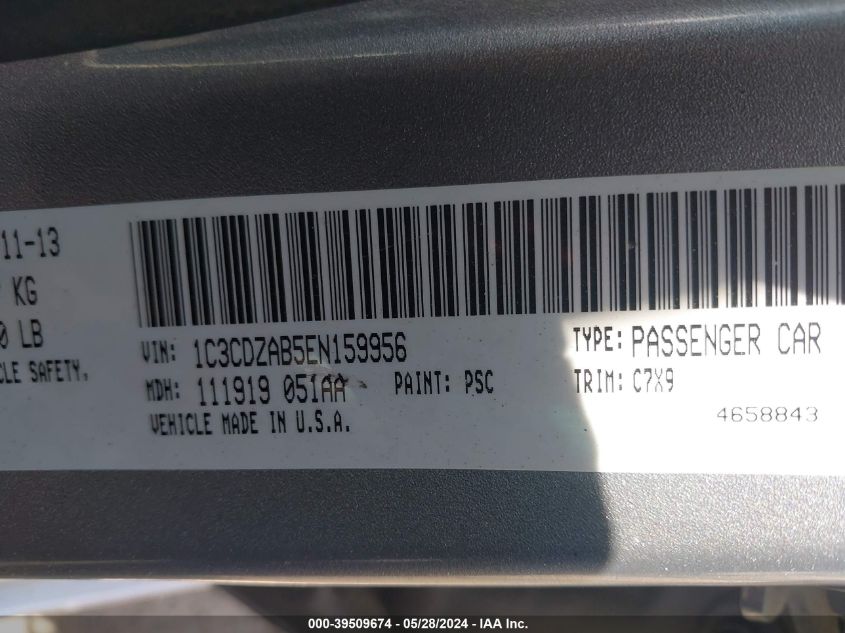 11-13
KG
0 LB
CLE SAFETY,
VIN: 1C3CDZAB5EN159956
TYPE: PASSENGER CAR
MDH: 111919 051AA PAINT: PSC TRIM: C7X9
VEHICLE MADE IN U.S.A.
4658843
000-39509674 - 05/28/2024 - IAA Inc.